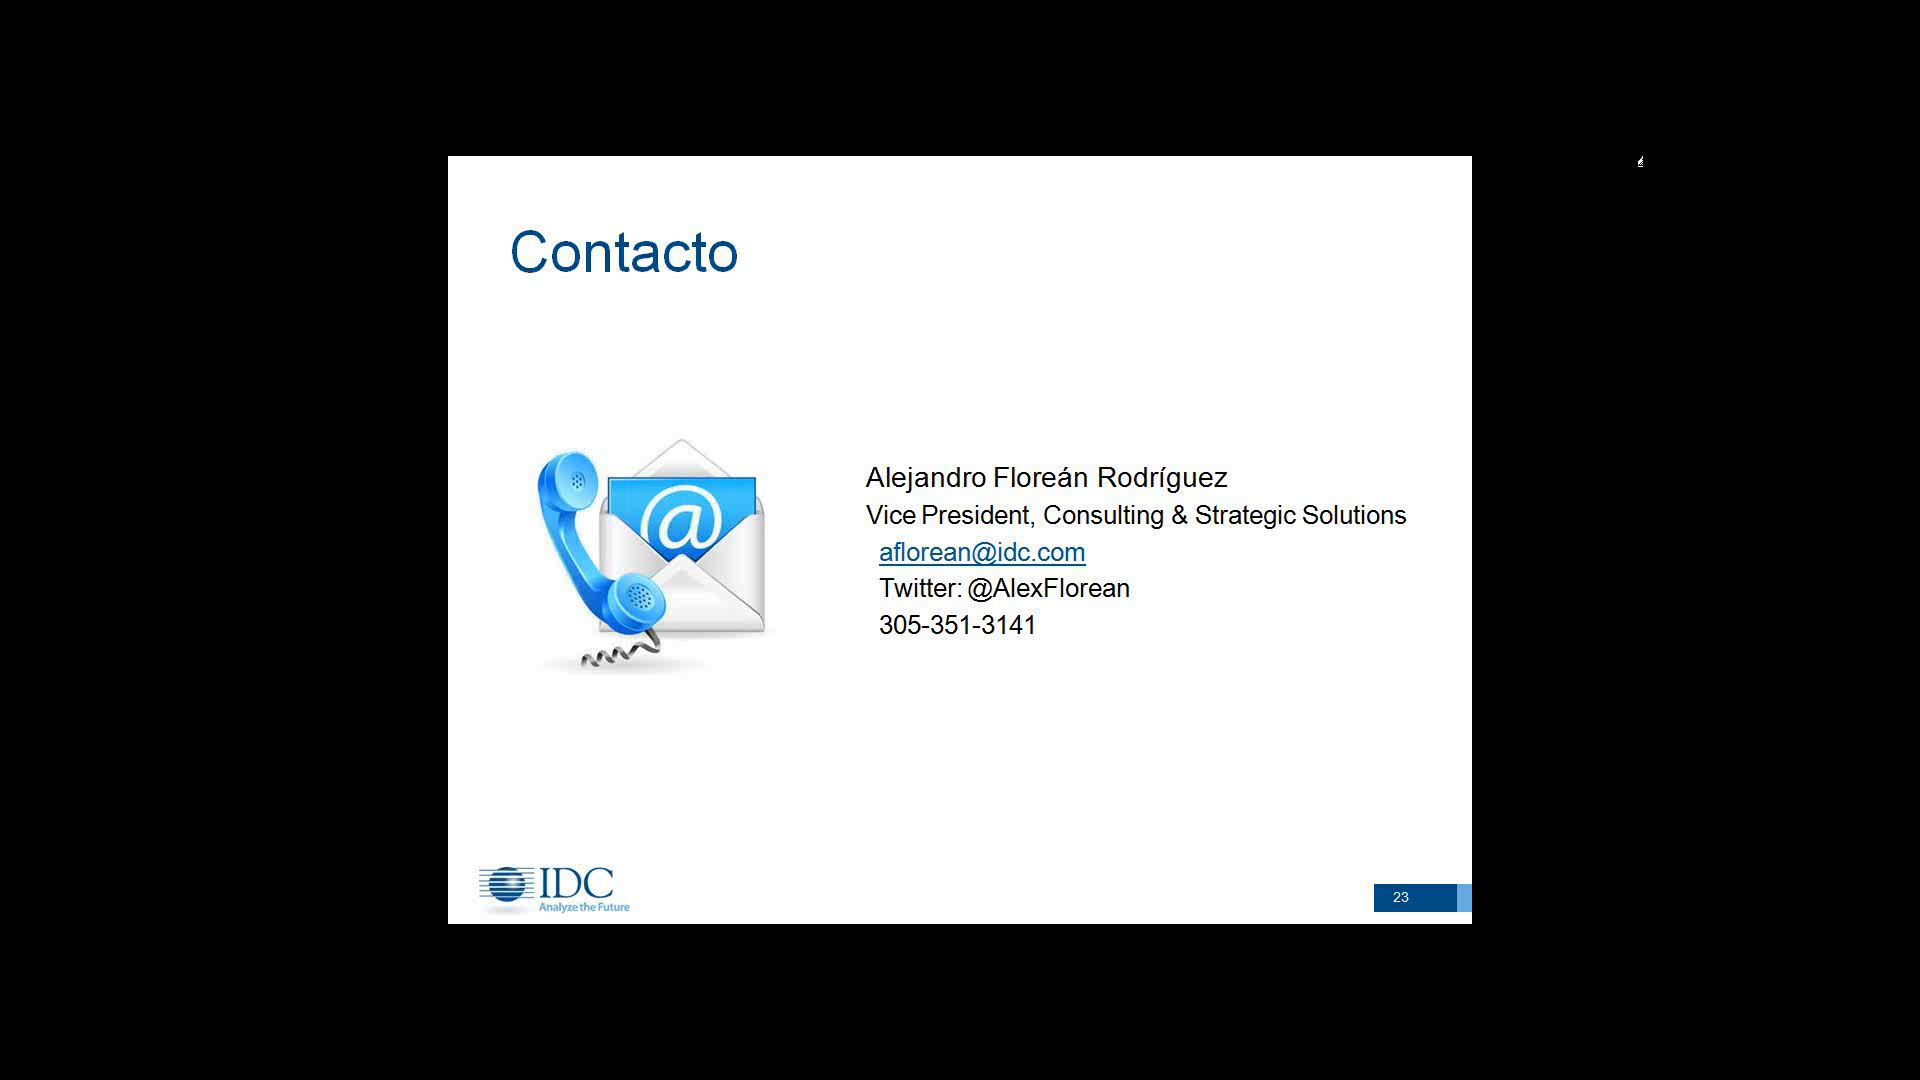 Contacto
@
Alejandro Floreán Rodríguez
Vice President, Consulting & Strategic Solutions
aflorean@idc.com
Twitter: @AlexFlorean
305-351-3141
IDC
Analyze the Future
23